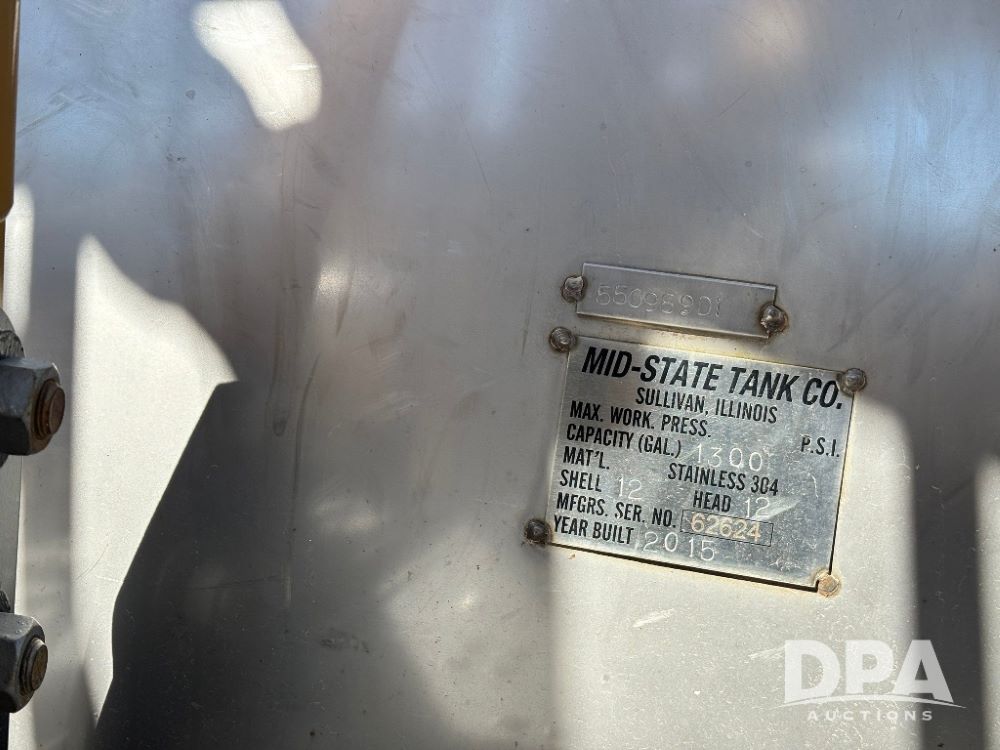 55096901
MID-STATE TANK CO.
SULLIVAN, ILLINOIS
MAX. WORK. PRESS. P.S.I.
CAPACITY (GAL.) 1300
MAT'L. STAINLESS 304
SHELL 12 HEAD 12
MFGRS. SER. NO. 62624
YEAR BUILT 2015
DPA
AUCTIONS